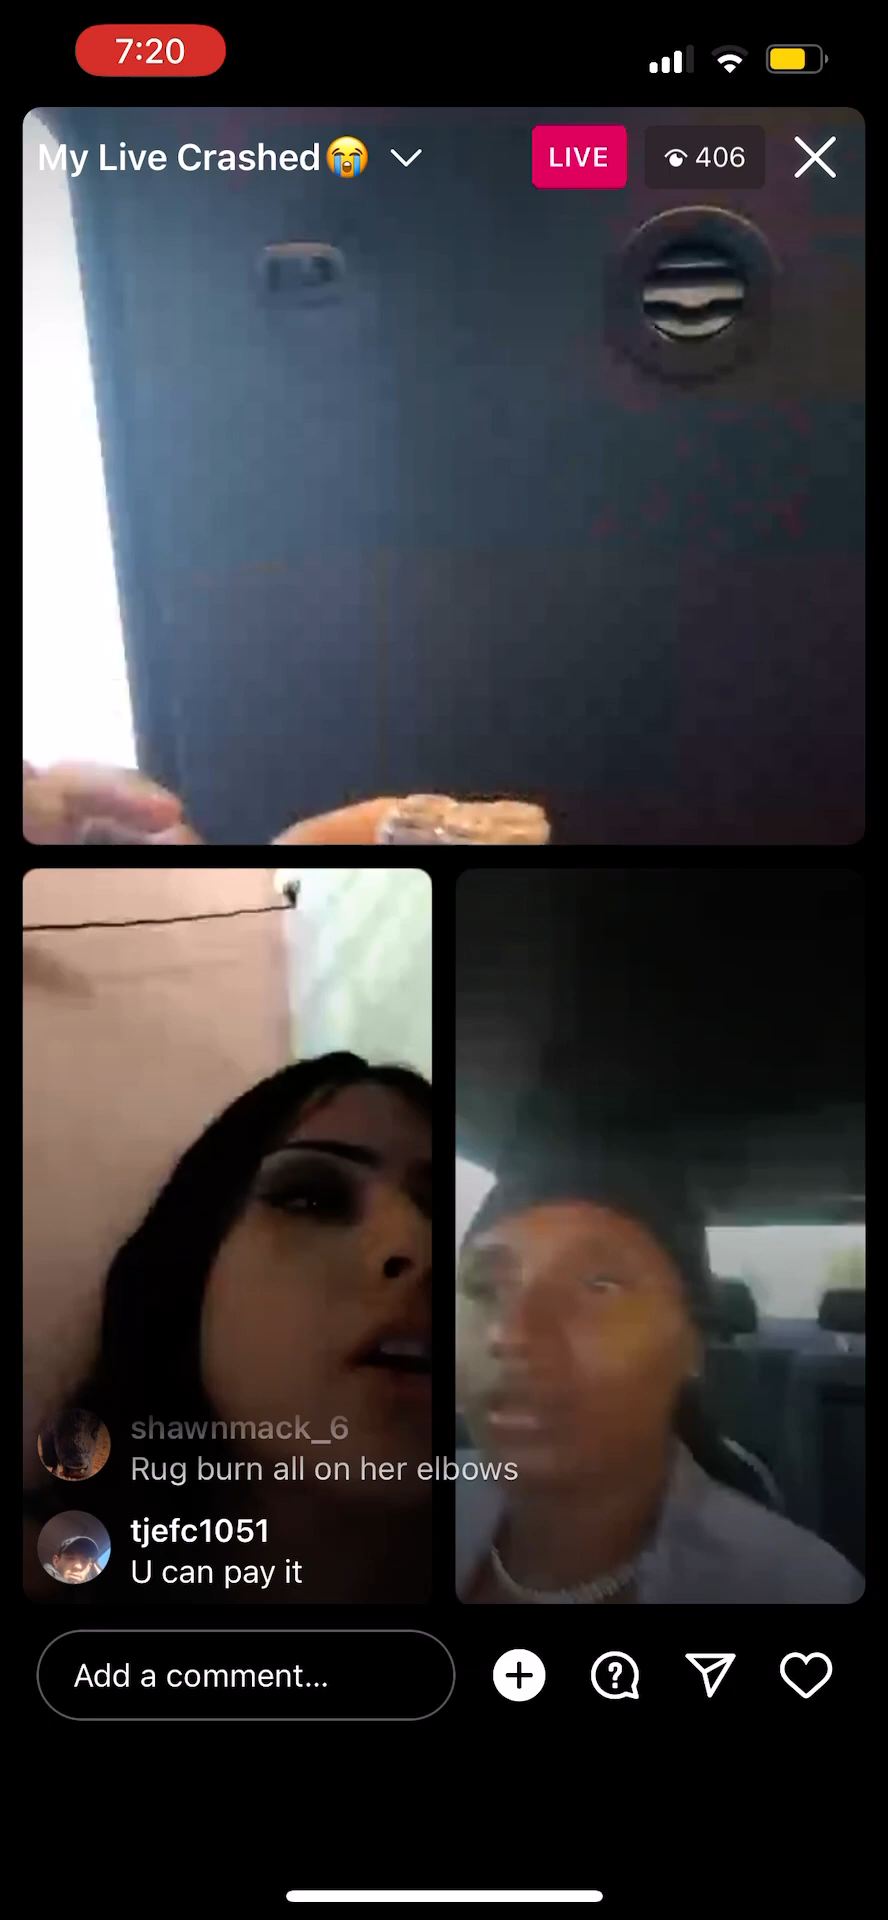 7:20
My Live Crashed😭
LIVE
406
shawnmack_6
Rug burn all on her elbows
tjefc1051
U can pay it
Add a comment...